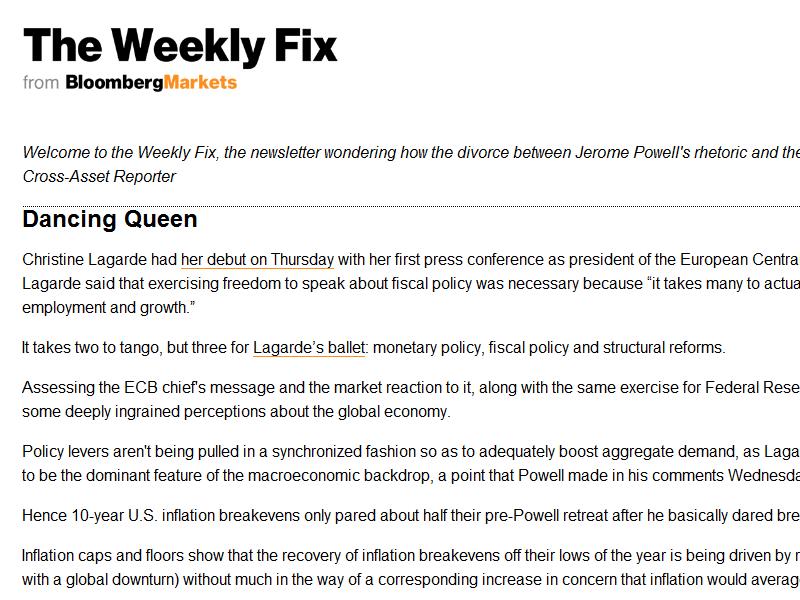 The Weekly Fix
from BloombergMarkets
Welcome to the Weekly Fix, the newsletter wondering how the divorce between Jerome Powell's rhetoric and the
Cross-Asset Reporter
Dancing Queen
Christine Lagarde had her debut on Thursday with her first press conference as president of the European Centra
Lagarde said that exercising freedom to speak about fiscal policy was necessary because “it takes many to actua
employment and growth.”
It takes two to tango, but three for Lagarde’s ballet: monetary policy, fiscal policy and structural reforms.
Assessing the ECB chief's message and the market reaction to it, along with the same exercise for Federal Rese
some deeply ingrained perceptions about the global economy.
Policy levers aren't being pulled in a synchronized fashion so as to adequately boost aggregate demand, as Laga
to be the dominant feature of the macroeconomic backdrop, a point that Powell made in his comments Wednesda
Hence 10-year U.S. inflation breakevens only pared about half their pre-Powell retreat after he basically dared bre
Inflation caps and floors show that the recovery of inflation breakevens off their lows of the year is being driven by r
with a global downturn) without much in the way of a corresponding increase in concern that inflation would averag